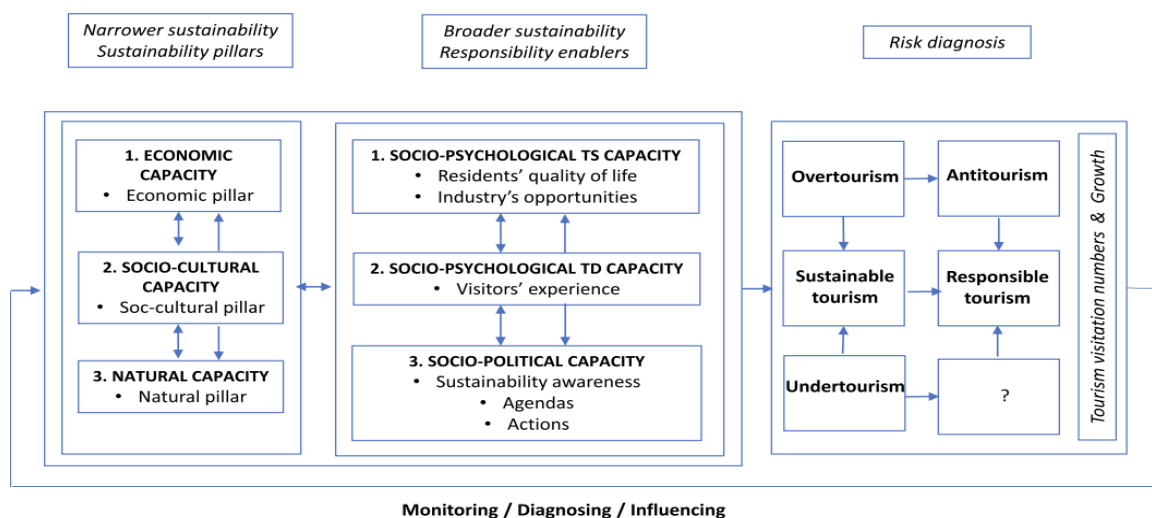 Narrower sustainability
Sustainability pillars
Broader sustainability
Responsibility enablers
Risk diagnosis
1. ECONOMIC
CAPACITY
• Economic pillar
2. SOCIO-CULTURAL
CAPACITY
• Soc-cultural pillar
3. NATURAL CAPACITY
• Natural pillar
1. SOCIO-PSYCHOLOGICAL TS CAPACITY
• Residents’ quality of life
• Industry’s opportunities
2. SOCIO-PSYCHOLOGICAL TD CAPACITY
• Visitors’ experience
3. SOCIO-POLITICAL CAPACITY
• Sustainability awareness
• Agendas
• Actions
Overtourism
Antitourism
Sustainable
tourism
Responsible
tourism
Undertourism
?
Tourism visitation numbers & Growth
Monitoring / Diagnosing / Influencing